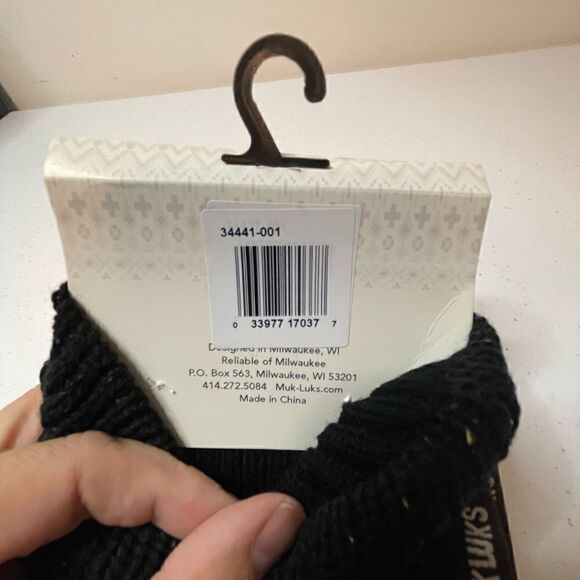 34441-001
0 33977 17037 7
Designed in Milwaukee, WI
Reliable of Milwaukee
P.O. Box 563, Milwaukee, WI 53201
414.272.5084 Muk-Luks.com
Made in China
LUKS